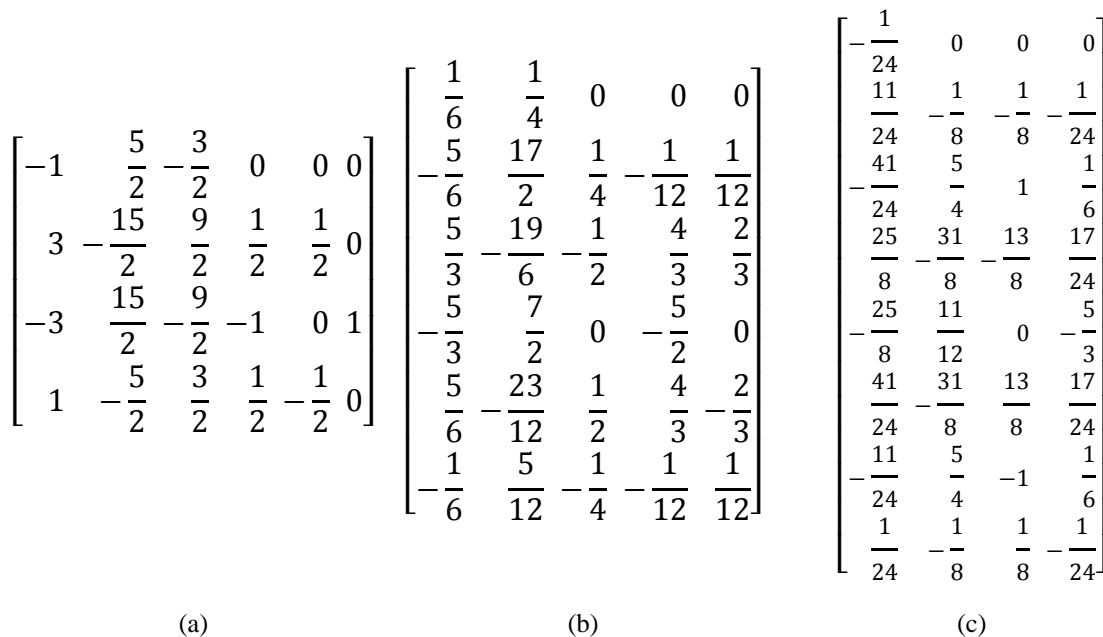 −1 5/2 −3/2 0 0 0
3 −15/2 9/2 1/2 1/2 0
−3 15/2 −9/2 −1 0 1
1 −5/2 3/2 1/2 −1/2 0
(a)
1/6 1/4 0 0 0
−5/6 17/2 1/4 −1/12 1/12
5/3 −19/6 −1/2 4/3 2/3
−5/3 7/2 0 −5/2 0
5/6 −23/12 1/2 4/3 −2/3
−1/6 5/12 −1/4 −1/12 1/12
(b)
−1/24 0 0 0
11/24 −1/8 −1/8 −1/24
−41/24 5/4 1 1/6
25/8 −31/8 −13/8 17/24
−25/8 11/12 0 −5/3
41/24 −31/8 13/8 17/24
−11/24 5/4 −1 1/6
1/24 −1/8 1/8 −1/24
(c)